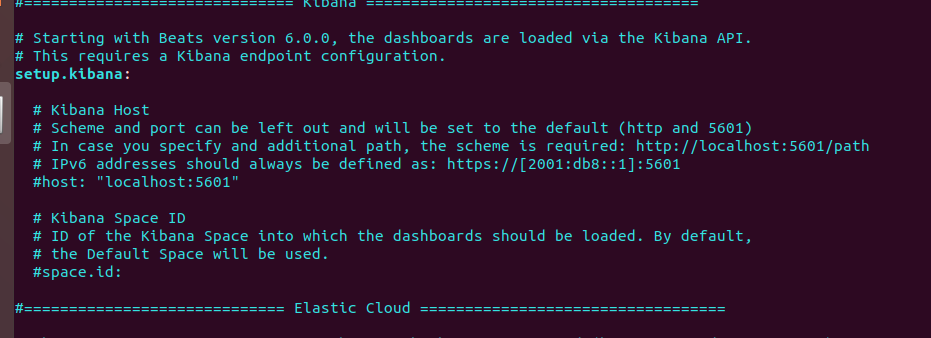 #============================== Kibana =====================================
# Starting with Beats version 6.0.0, the dashboards are loaded via the Kibana API.
# This requires a Kibana endpoint configuration.
setup.kibana:
# Kibana Host
# Scheme and port can be left out and will be set to the default (http and 5601)
# In case you specify and additional path, the scheme is required: http://localhost:5601/path
# IPv6 addresses should always be defined as: https://[2001:db8::1]:5601
#host: "localhost:5601"
# Kibana Space ID
# ID of the Kibana Space into which the dashboards should be loaded. By default,
# the Default Space will be used.
#space.id:
#============================= Elastic Cloud ==================================